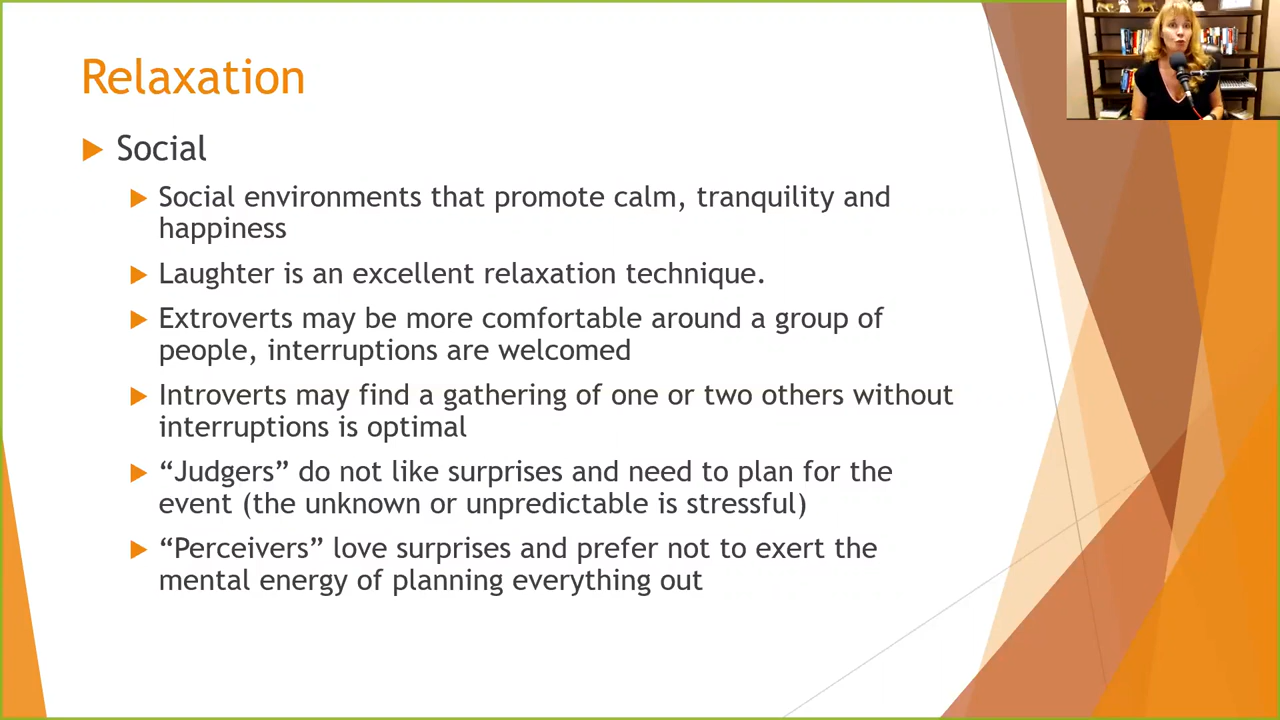 Relaxation
Social
Social environments that promote calm, tranquility and
happiness
Laughter is an excellent relaxation technique.
Extroverts may be more comfortable around a group of
people, interruptions are welcomed
Introverts may find a gathering of one or two others without
interruptions is optimal
“Judgers” do not like surprises and need to plan for the
event (the unknown or unpredictable is stressful)
“Perceivers” love surprises and prefer not to exert the
mental energy of planning everything out